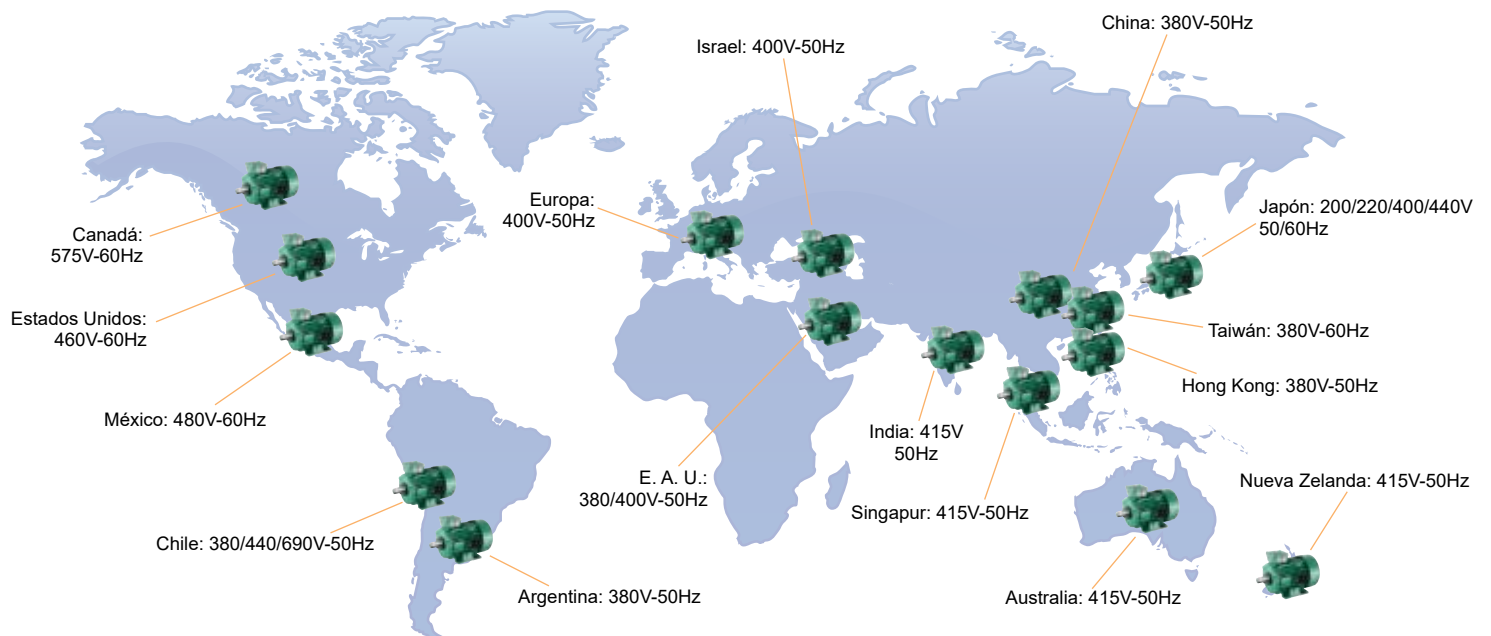 China: 380V-50Hz
Israel: 400V-50Hz
Europa:
400V-50Hz
Japón: 200/220/400/440V
50/60Hz
Canadá:
575V-60Hz
Estados Unidos:
460V-60Hz
Taiwán: 380V-60Hz
Hong Kong: 380V-50Hz
México: 480V-60Hz
India: 415V
50Hz
E. A. U.:
380/400V-50Hz
Nueva Zelanda: 415V-50Hz
Singapur: 415V-50Hz
Chile: 380/440/690V-50Hz
Argentina: 380V-50Hz
Australia: 415V-50Hz